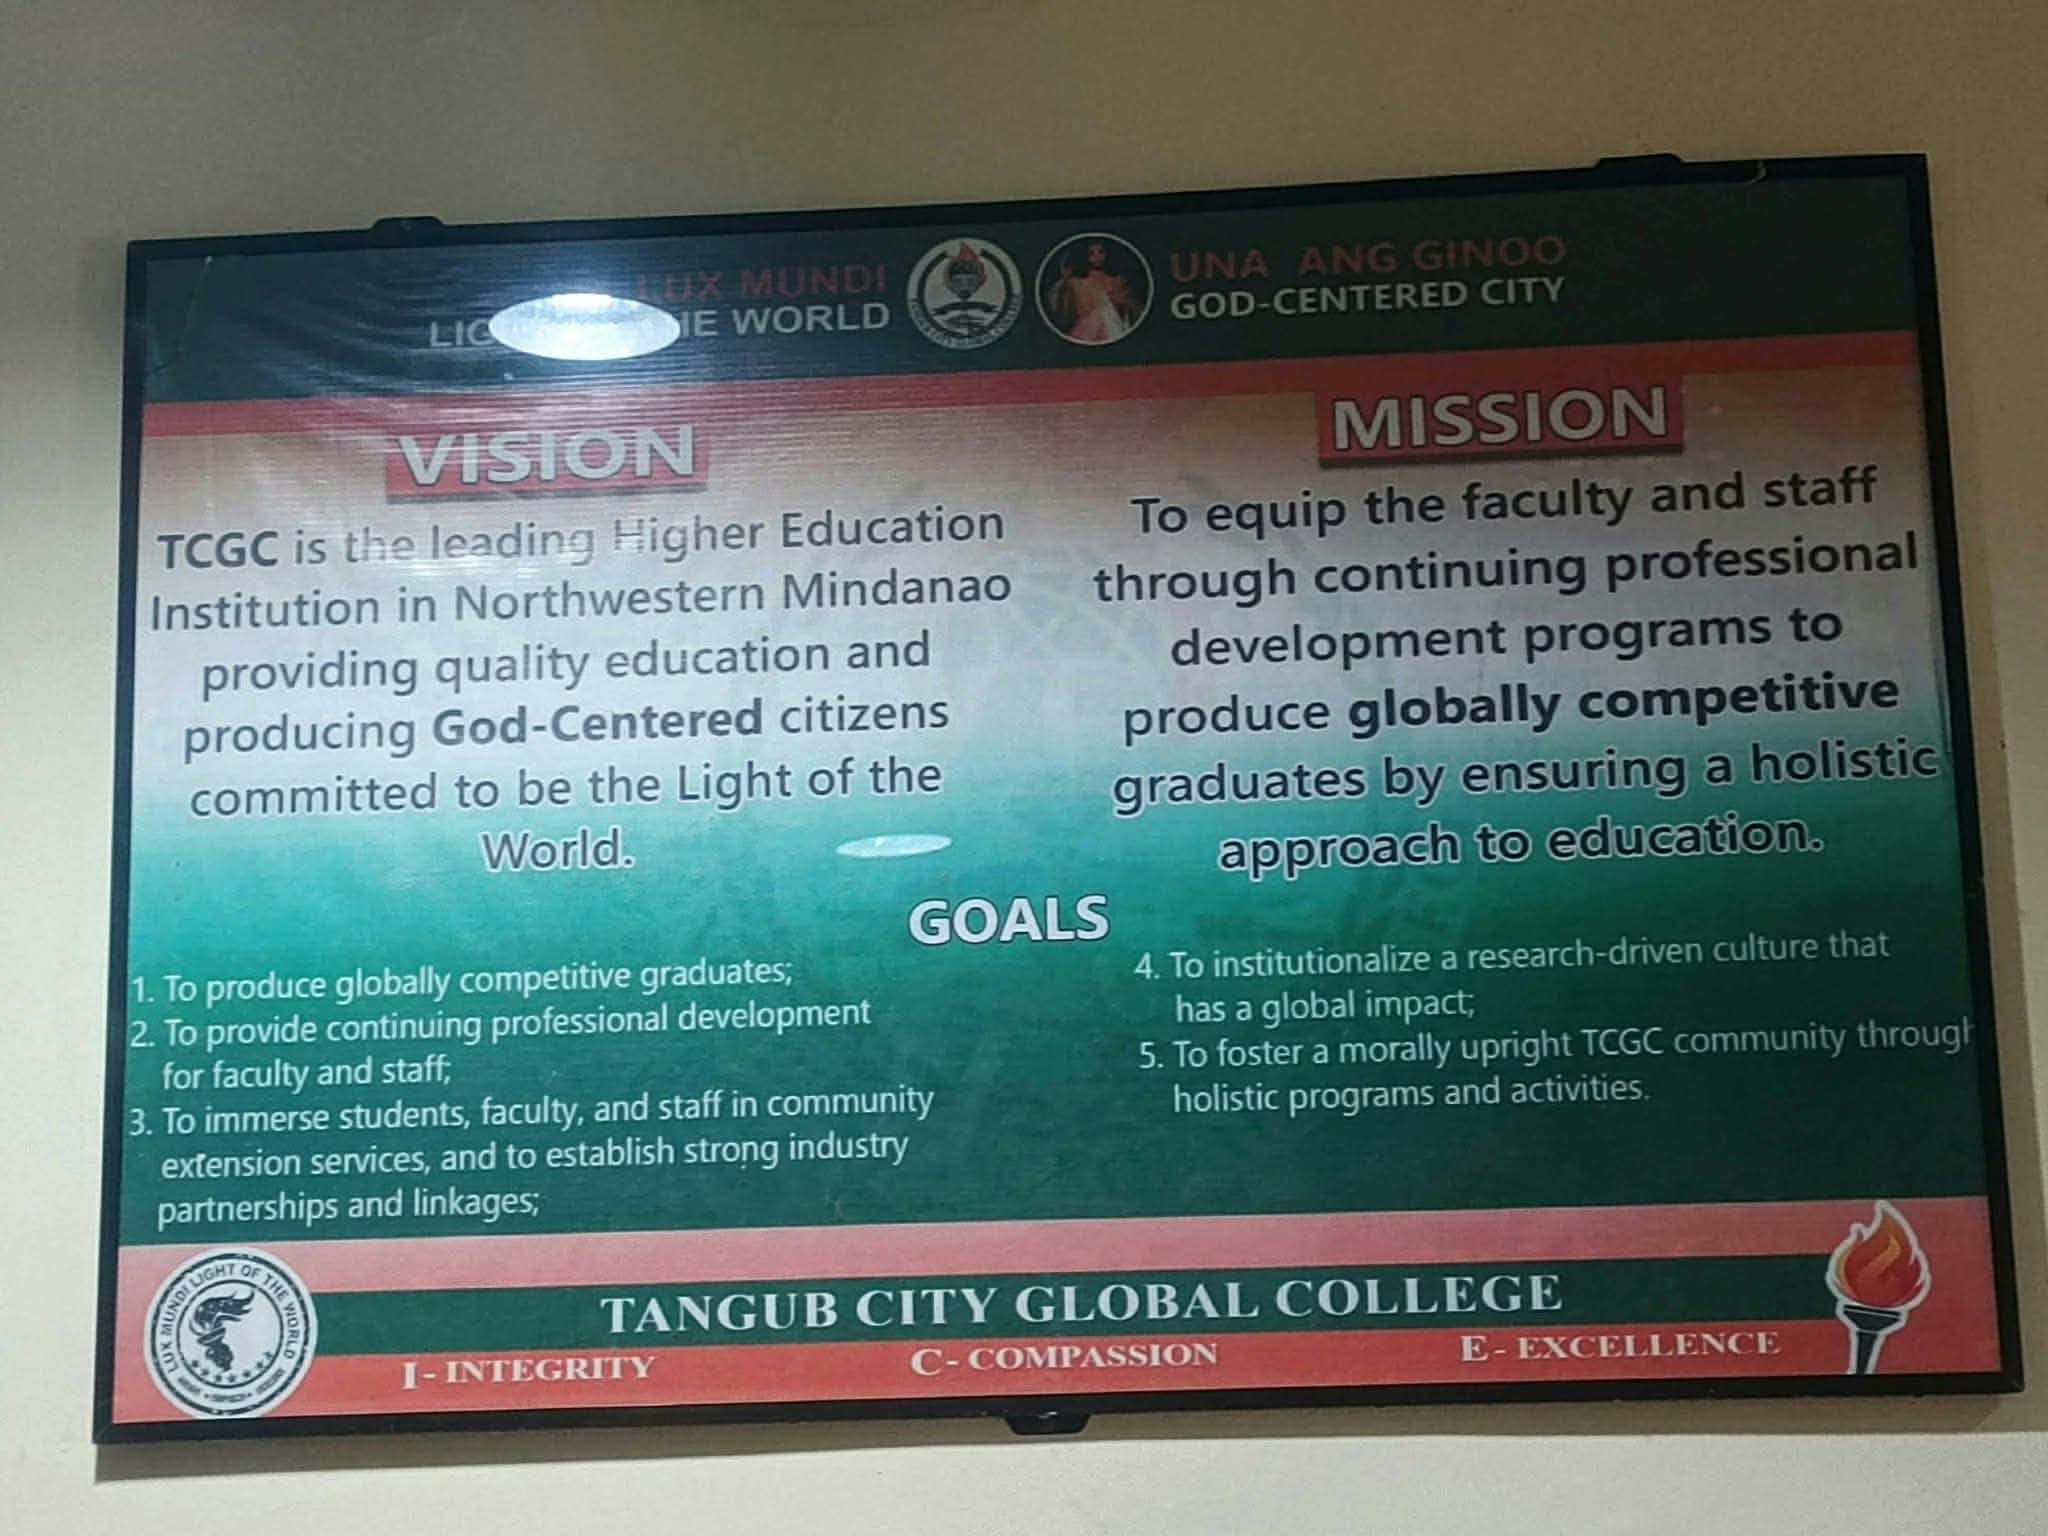 LUX MUNDI
THE WORLD
UNA ANG GINOO
GOD-CENTERED CITY
VISION
TCGC is the leading Higher Education
Institution in Northwestern Mindanao
providing quality education and
producing God-Centered citizens
committed to be the Light of the
World.
MISSION
To equip the faculty and staff
through continuing professional
development programs to
produce globally competitive
graduates by ensuring a holistic
approach to education.
GOALS
1. To produce globally competitive graduates;
2. To provide continuing professional development
for faculty and staff;
3. To immerse students, faculty, and staff in community
extension services, and to establish strong industry
partnerships and linkages;
4. To institutionalize a research-driven culture that
has a global impact;
5. To foster a morally upright TCGC community through
holistic programs and activities.
LUX MUNDI LIGHT OF THE WORLD
TANGUB CITY GLOBAL COLLEGE
I - INTEGRITY
C - COMPASSION
E - EXCELLENCE